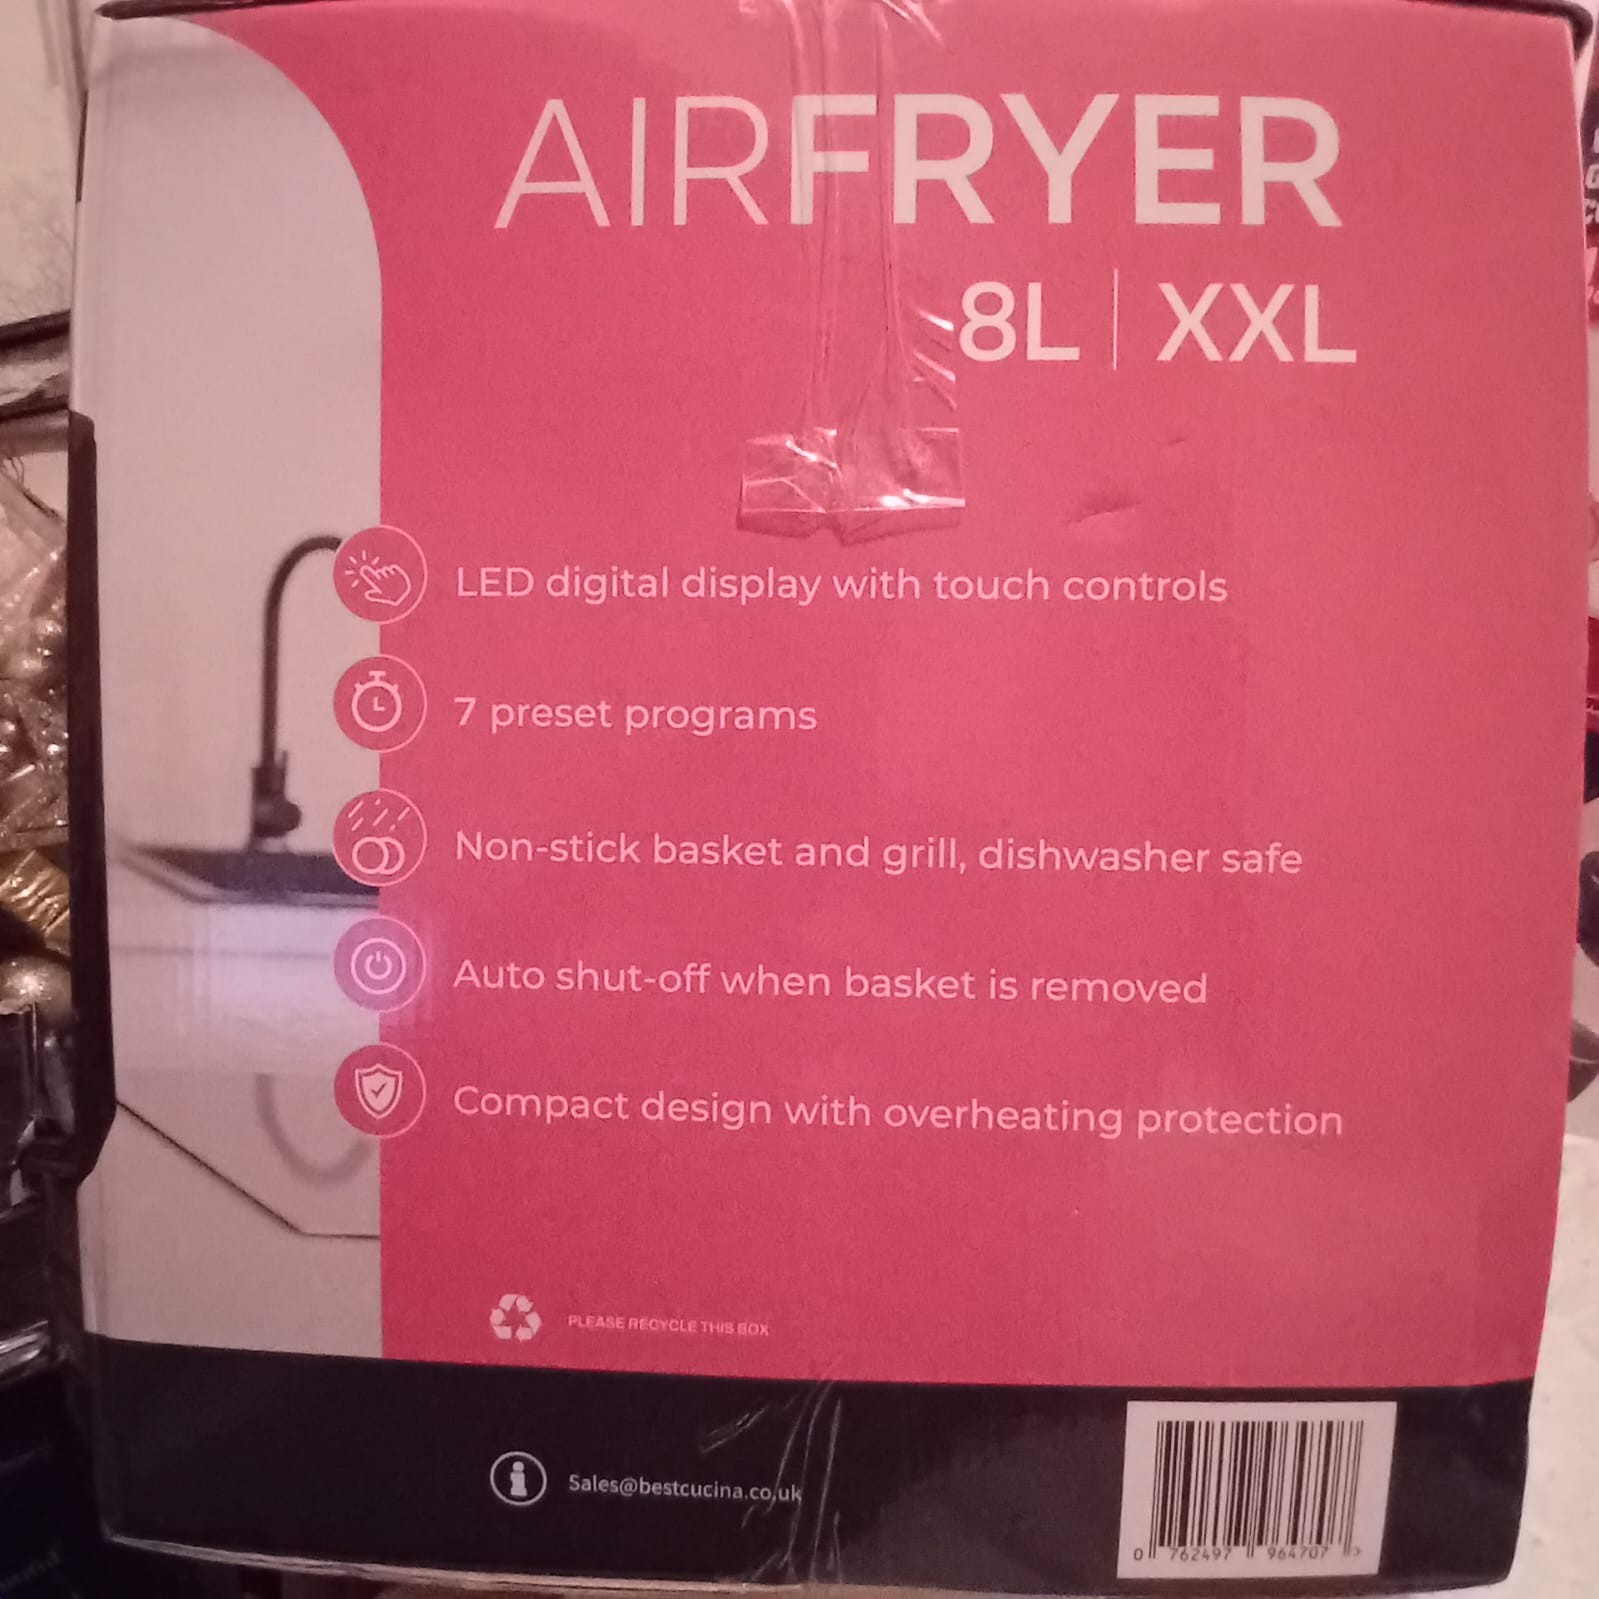 AIRFRYER
8L | XXL
LED digital display with touch controls
7 preset programs
Non-stick basket and grill, dishwasher safe
Auto shut-off when basket is removed
Compact design with overheating protection
PLEASE RECYCLE THIS BOX
Sales@bestcucina.co.uk
0 762497 964707 >